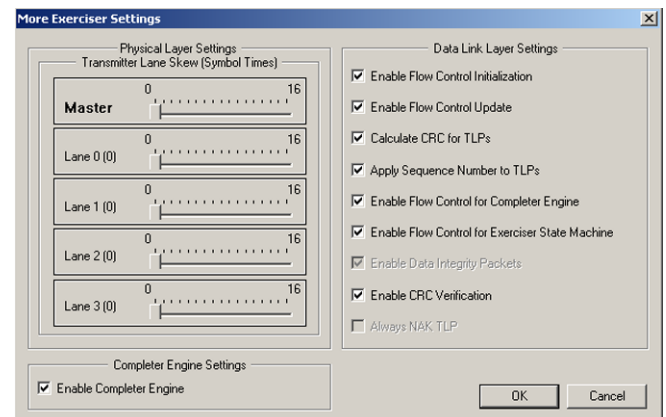 More Exerciser Settings
Physical Layer Settings
Transmitter Lane Skew (Symbol Times)
0 16
Master
0 16
Lane 0 (0)
0 16
Lane 1 (0)
0 16
Lane 2 (0)
0 16
Lane 3 (0)
Completer Engine Settings
Enable Completer Engine
Data Link Layer Settings
Enable Flow Control Initialization
Enable Flow Control Update
Calculate CRC for TLPs
Apply Sequence Number to TLPs
Enable Flow Control for Completer Engine
Enable Flow Control for Exerciser State Machine
Enable Data Integrity Packets
Enable CRC Verification
Always NAK TLP
OK Cancel